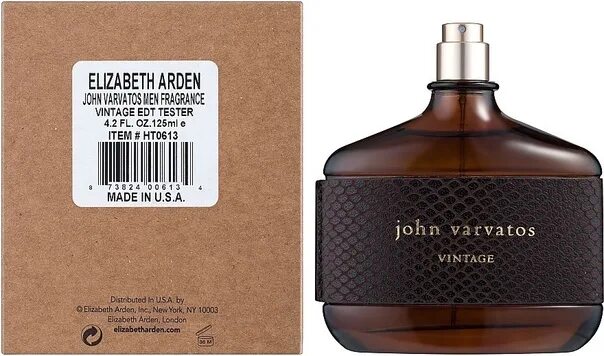 ELIZABETH ARDEN
JOHN VARVATOS MEN FRAGRANCE
VINTAGE EDT TESTER
4.2 FL. OZ.125ml e
ITEM # HT0613
8 73824 00613 4
MADE IN U.S.A.
Distributed In U.S.A. by
© Elizabeth Arden, Inc., New York, NY 10003
Elizabeth Arden, London
elizabetharden.com
36 M
john varvatos
VINTAGE